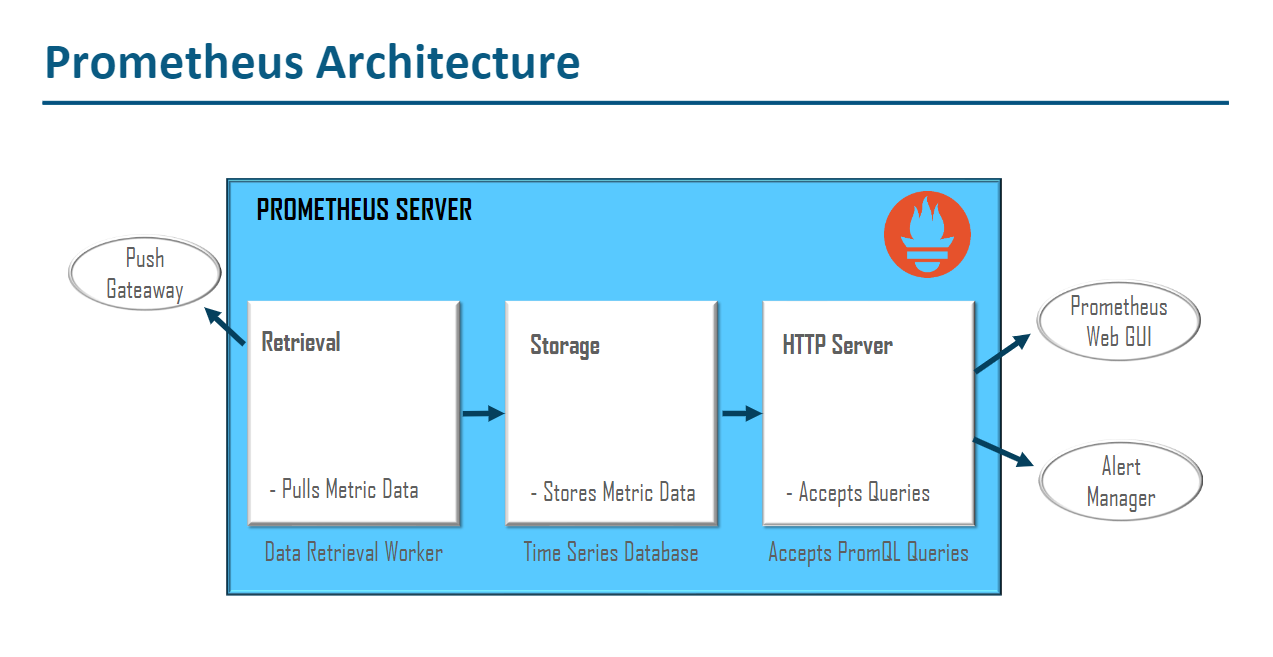 Prometheus Architecture
PROMETHEUS SERVER
Push
Gateaway
Retrieval
- Pulls Metric Data
Data Retrieval Worker
Storage
- Stores Metric Data
Time Series Database
HTTP Server
- Accepts Queries
Accepts PromQL Queries
Prometheus
Web GUI
Alert
Manager